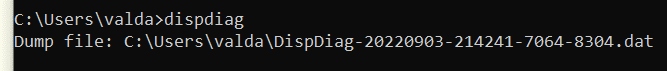 C:\Users\valda>dispdiag
Dump file: C:\Users\valda\DispDiag-20220903-214241-7064-8304.dat